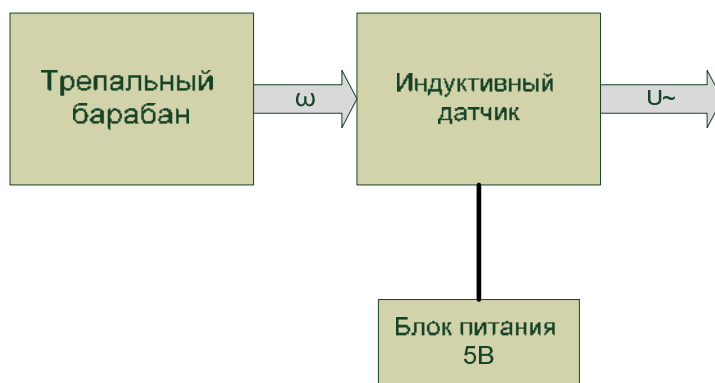 Трепальный
барабан
ω
Индуктивный
датчик
U~
Блок питания
5В